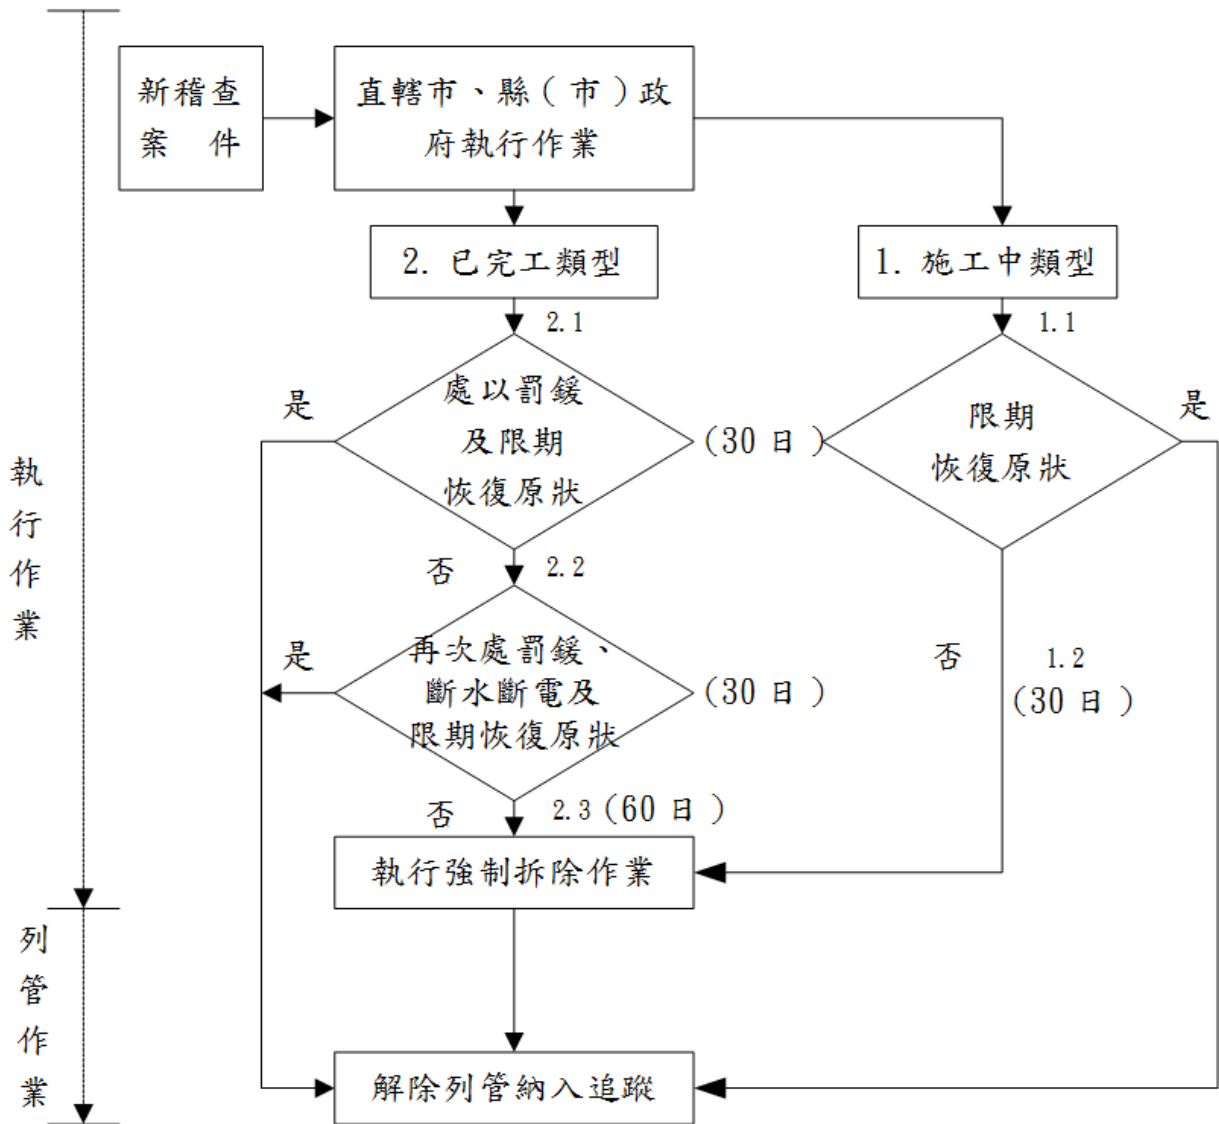 新稽查
案　件
直轄市、縣（市）政
府執行作業
2. 已完工類型
1. 施工中類型
2.1
1.1
處以罰鍰
及限期
恢復原狀
是
(30 日 )
限期
恢復原狀
是
否
2.2
再次處罰鍰、
斷水斷電及
限期恢復原狀
是
(30 日 )
否
1.2
(30 日 )
否
2.3 (60 日 )
執行強制拆除作業
解除列管納入追蹤
執
行
作
業
列
管
作
業